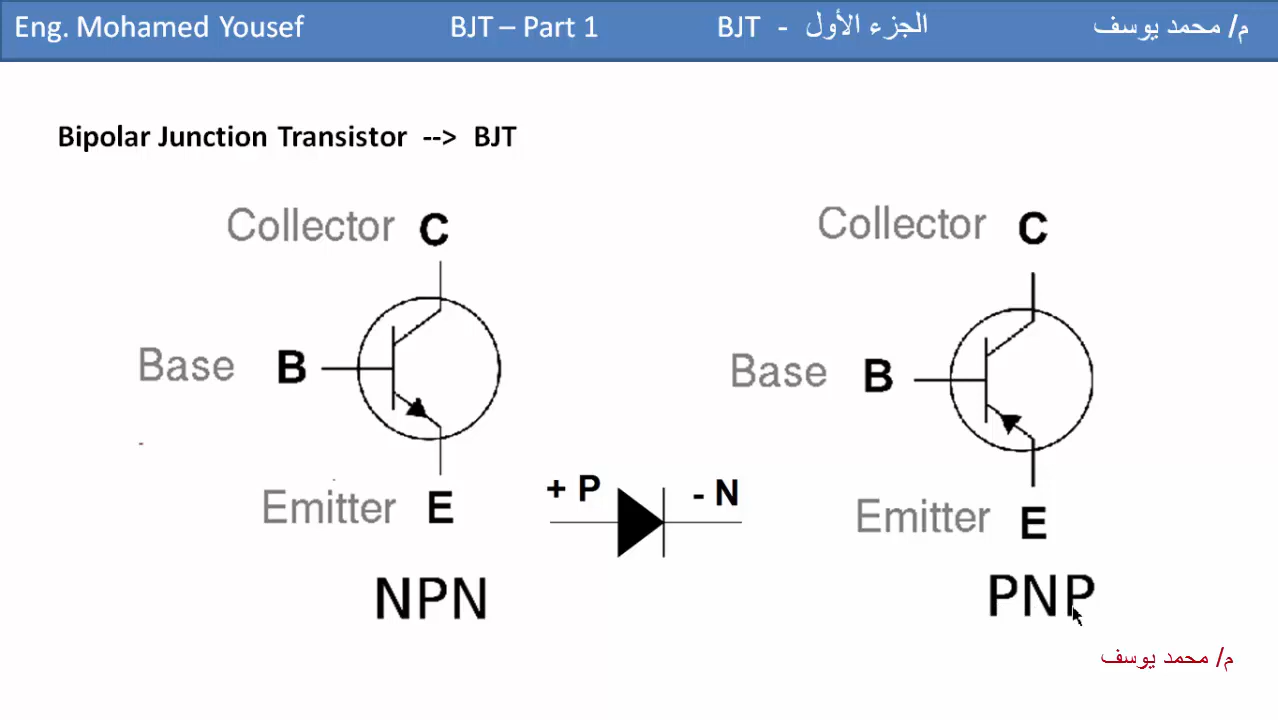 Eng. Mohamed Yousef
BJT – Part 1
BJT - الجزء الأول
م/ محمد يوسف
Bipolar Junction Transistor --> BJT
Collector C
Base B
Emitter E
NPN
+ P
- N
Collector C
Base B
Emitter E
PNP
م/ محمد يوسف